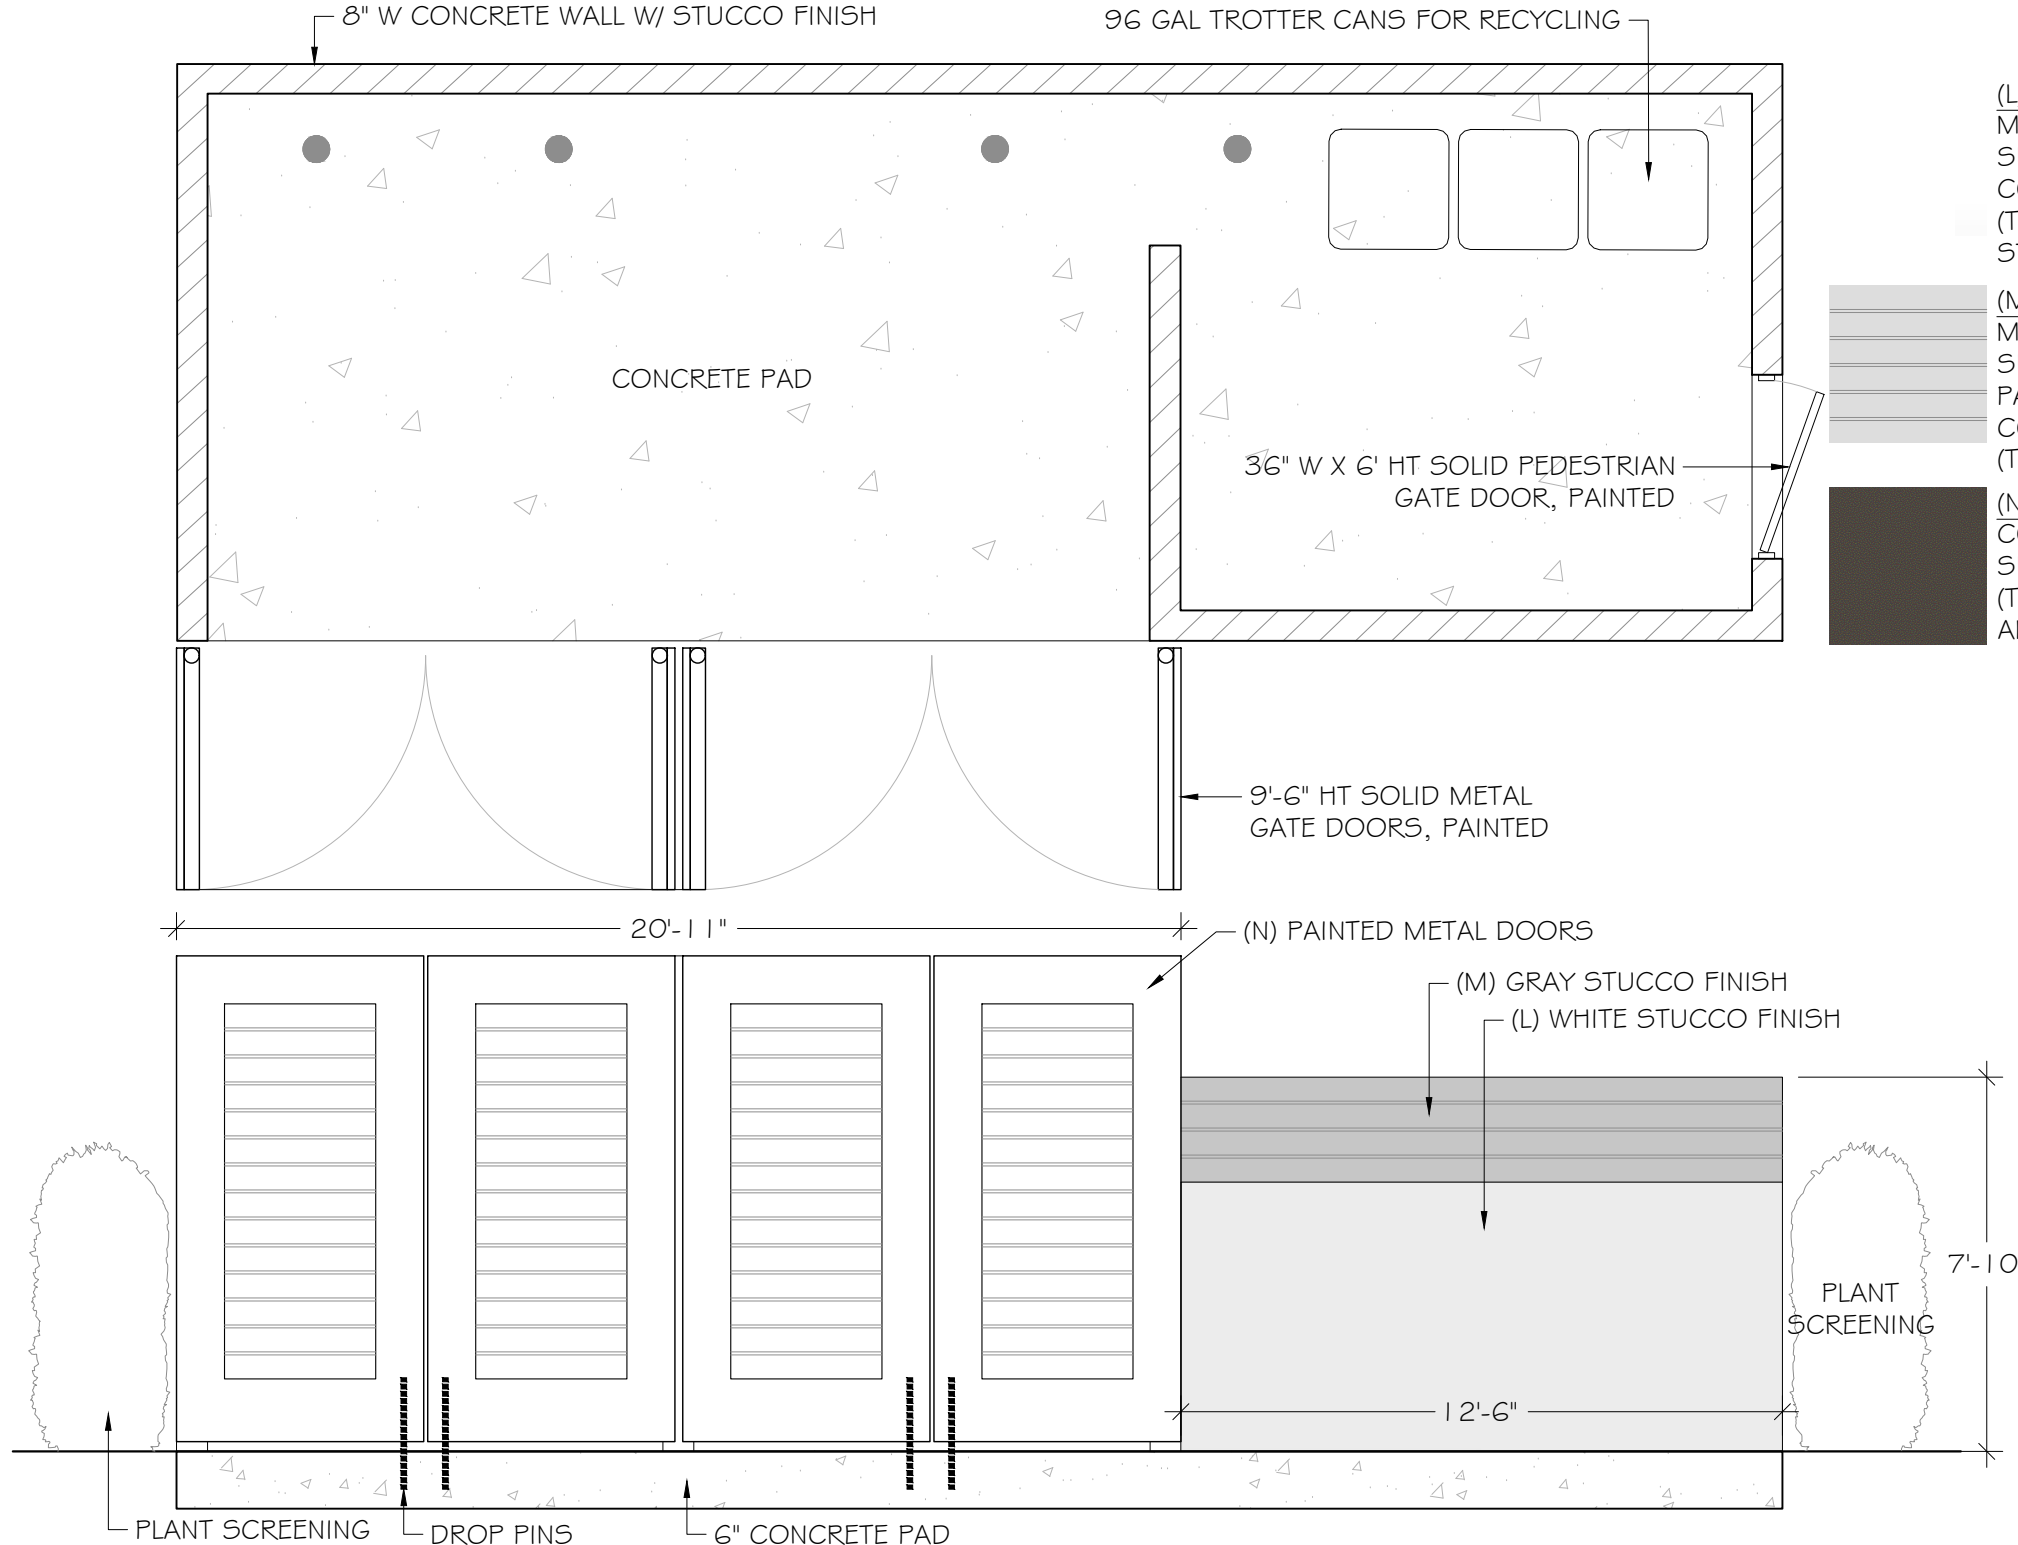 8" W CONCRETE WALL W/ STUCCO FINISH
96 GAL TROTTER CANS FOR RECYCLING
CONCRETE PAD
36" W X 6' HT SOLID PEDESTRIAN
GATE DOOR, PAINTED
9'-6" HT SOLID METAL
GATE DOORS, PAINTED
20'-11"
(N) PAINTED METAL DOORS
(M) GRAY STUCCO FINISH
(L) WHITE STUCCO FINISH
7'-10
PLANT
SCREENING
12'-6"
PLANT SCREENING
DROP PINS
6" CONCRETE PAD